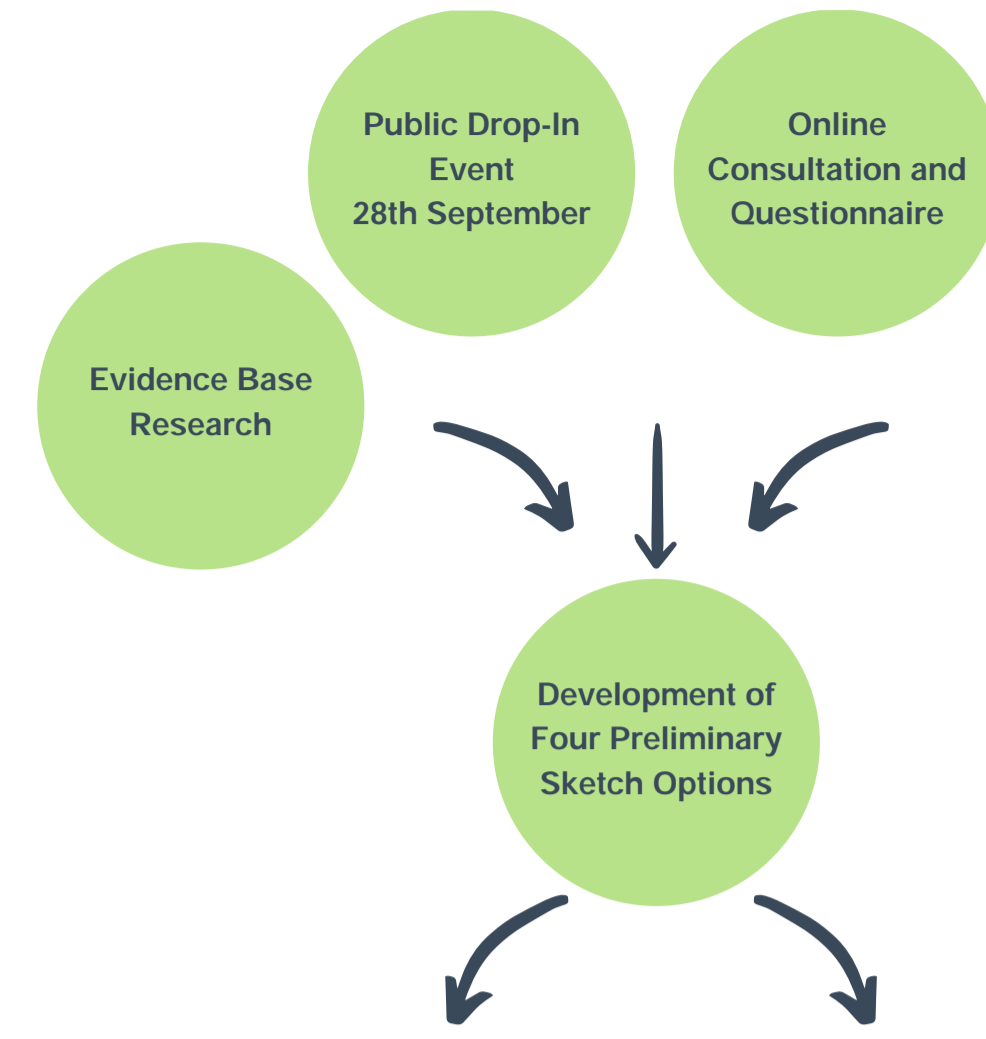 Public Drop-In
Event
28th September
Online
Consultation and
Questionnaire
Evidence Base
Research
Development of
Four Preliminary
Sketch Options